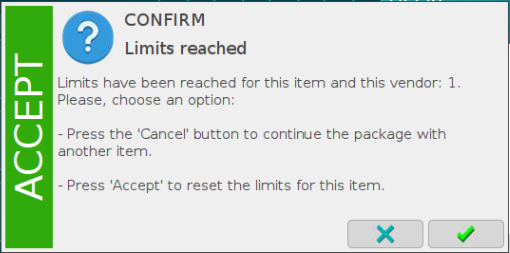 CONFIRM
Limits reached
ACCEPT
Limits have been reached for this item and this vendor: 1.
Please, choose an option:
- Press the 'Cancel' button to continue the package with
another item.
- Press 'Accept' to reset the limits for this item.